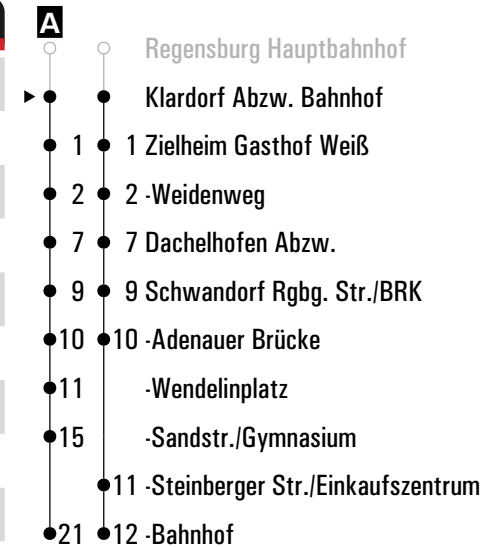 A
Regensburg Hauptbahnhof
Klardorf Abzw. Bahnhof
1 1 Zielheim Gasthof Weiß
2 2 -Weidenweg
7 7 Dachelhofen Abzw.
9 9 Schwandorf Rgbg. Str./BRK
10 10 -Adenauer Brücke
11 -Wendelinplatz
15 -Sandstr./Gymnasium
11 -Steinberger Str./Einkaufszentrum
21 12 -Bahnhof